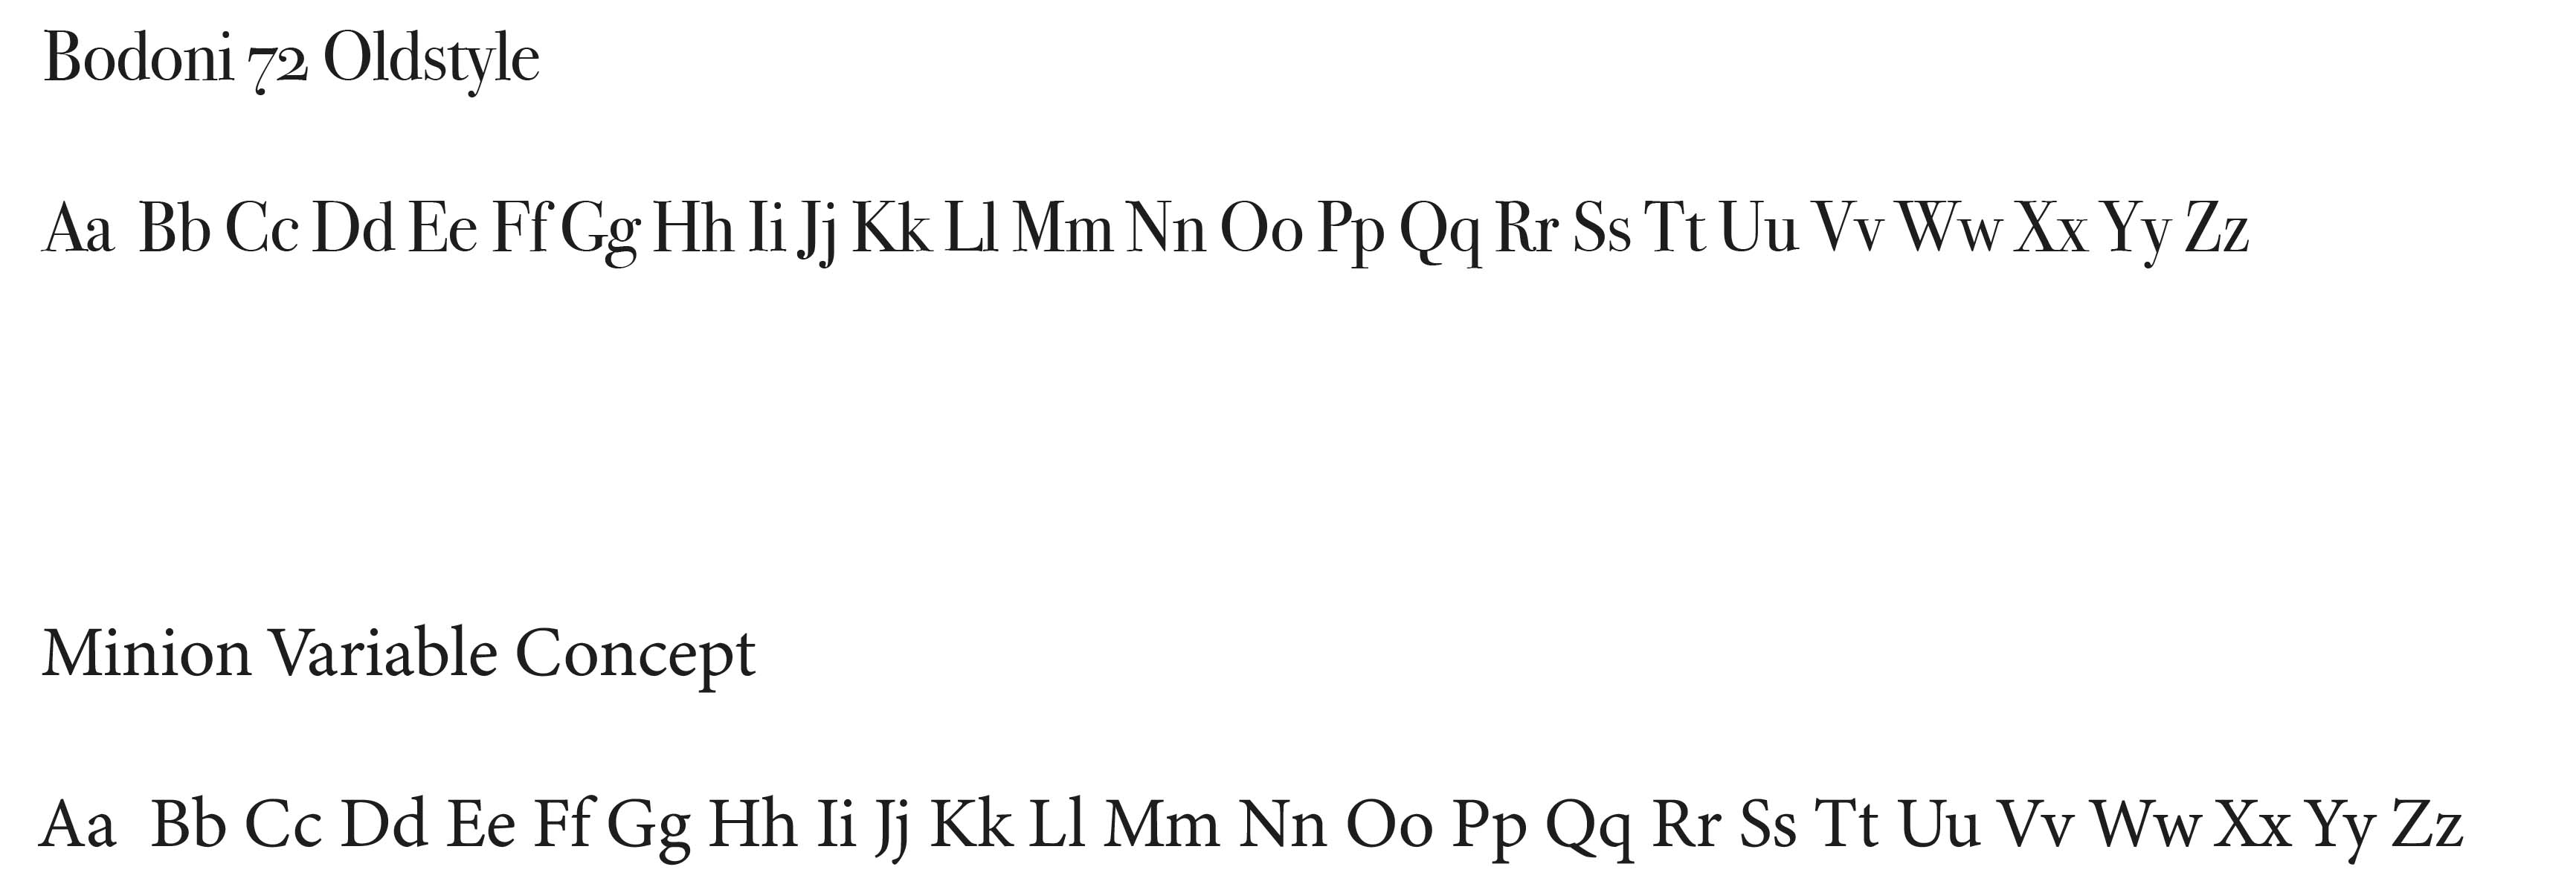 Bodoni 72 Oldstyle
Aa Bb Cc Dd Ee Ff Gg Hh Ii Jj Kk Ll Mm Nn Oo Pp Qq Rr Ss Tt Uu Vv Ww Xx Yy Zz
Minion Variable Concept
Aa Bb Cc Dd Ee Ff Gg Hh Ii Jj Kk Ll Mm Nn Oo Pp Qq Rr Ss Tt Uu Vv Ww Xx Yy Zz